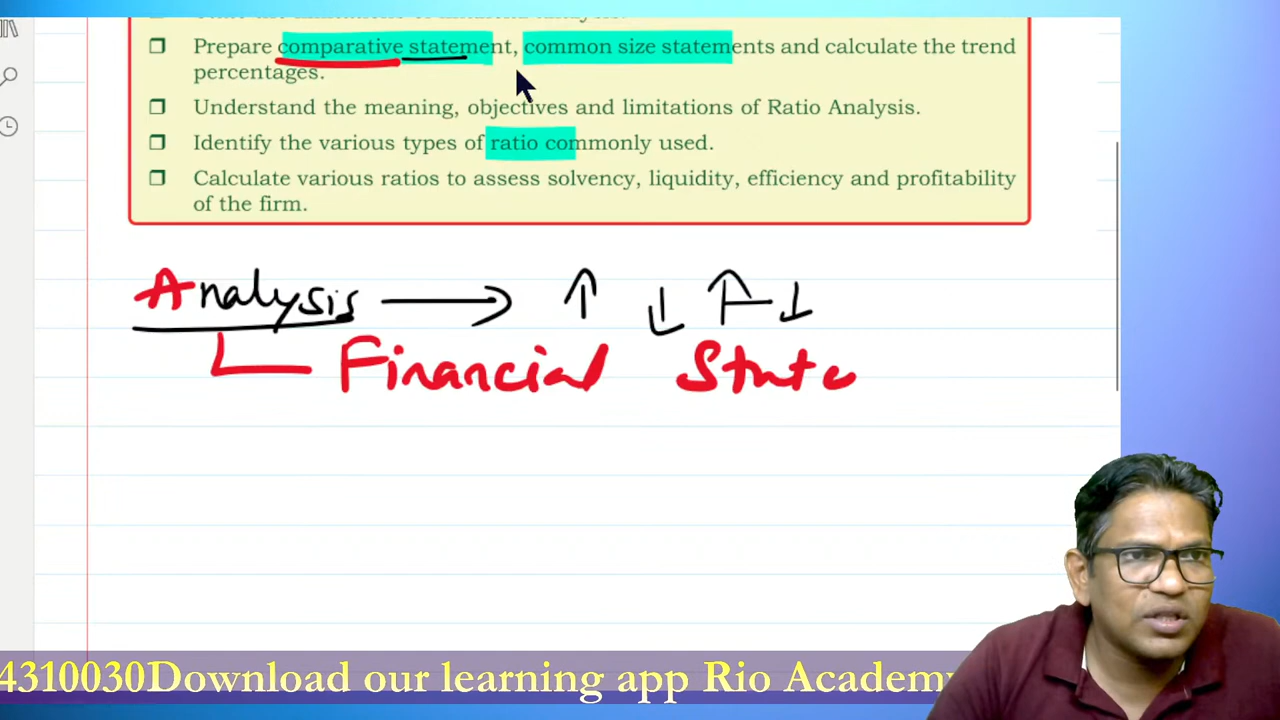 Prepare comparative statement, common size statements and calculate the trend
percentages.
Understand the meaning, objectives and limitations of Ratio Analysis.
Identify the various types of ratio commonly used.
Calculate various ratios to assess solvency, liquidity, efficiency and profitability
of the firm.
Analysis
Financial State
4310030Download our learning app Rio Academy